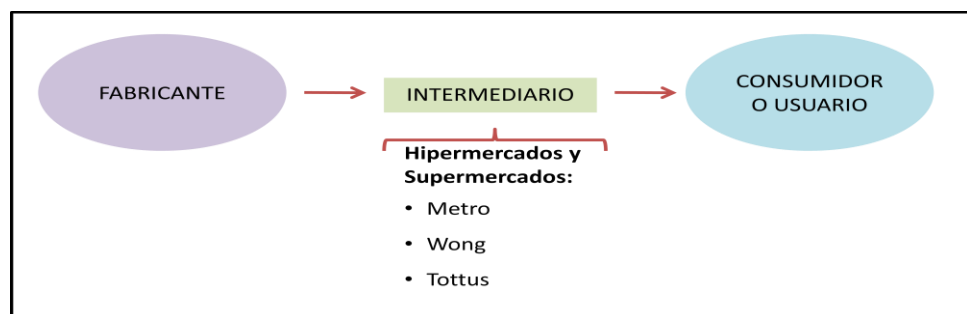 FABRICANTE
INTERMEDIARIO
CONSUMIDOR
O USUARIO
Hipermercados y
Supermercados:
• Metro
• Wong
• Tottus